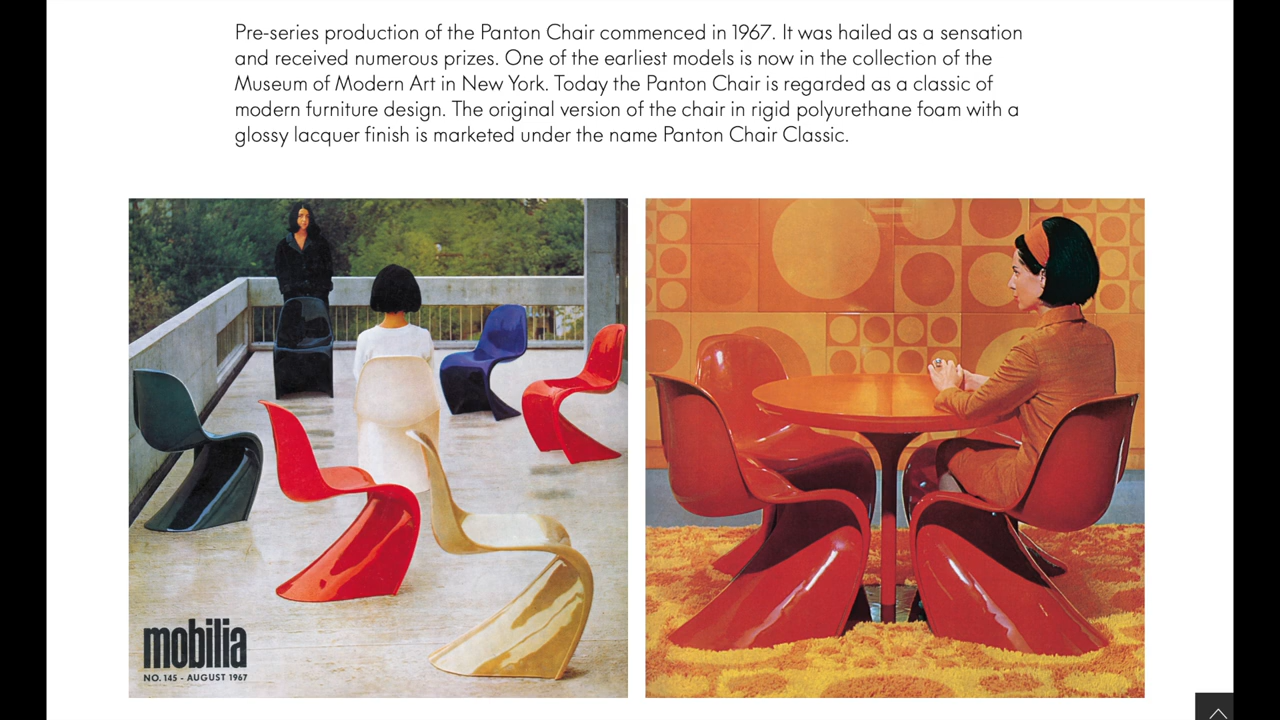 Pre-series production of the Panton Chair commenced in 1967. It was hailed as a sensation
and received numerous prizes. One of the earliest models is now in the collection of the
Museum of Modern Art in New York. Today the Panton Chair is regarded as a classic of
modern furniture design. The original version of the chair in rigid polyurethane foam with a
glossy lacquer finish is marketed under the name Panton Chair Classic.
mobilia
NO. 145 - AUGUST 1967